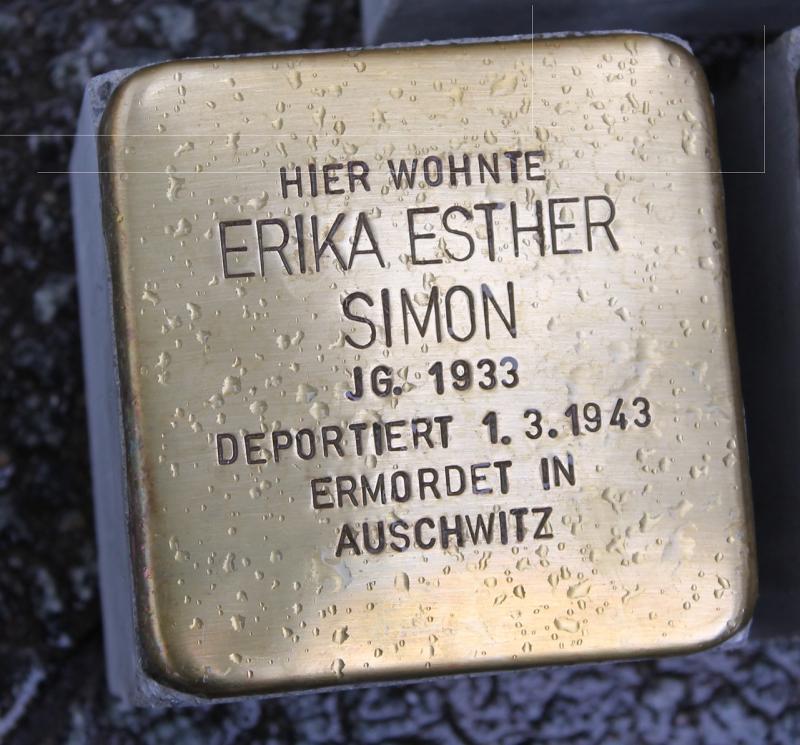 HIER WOHNTE
ERIKA ESTHER
SIMON
JG. 1933
DEPORTIERT 1.3.1943
ERMORDET IN
AUSCHWITZ